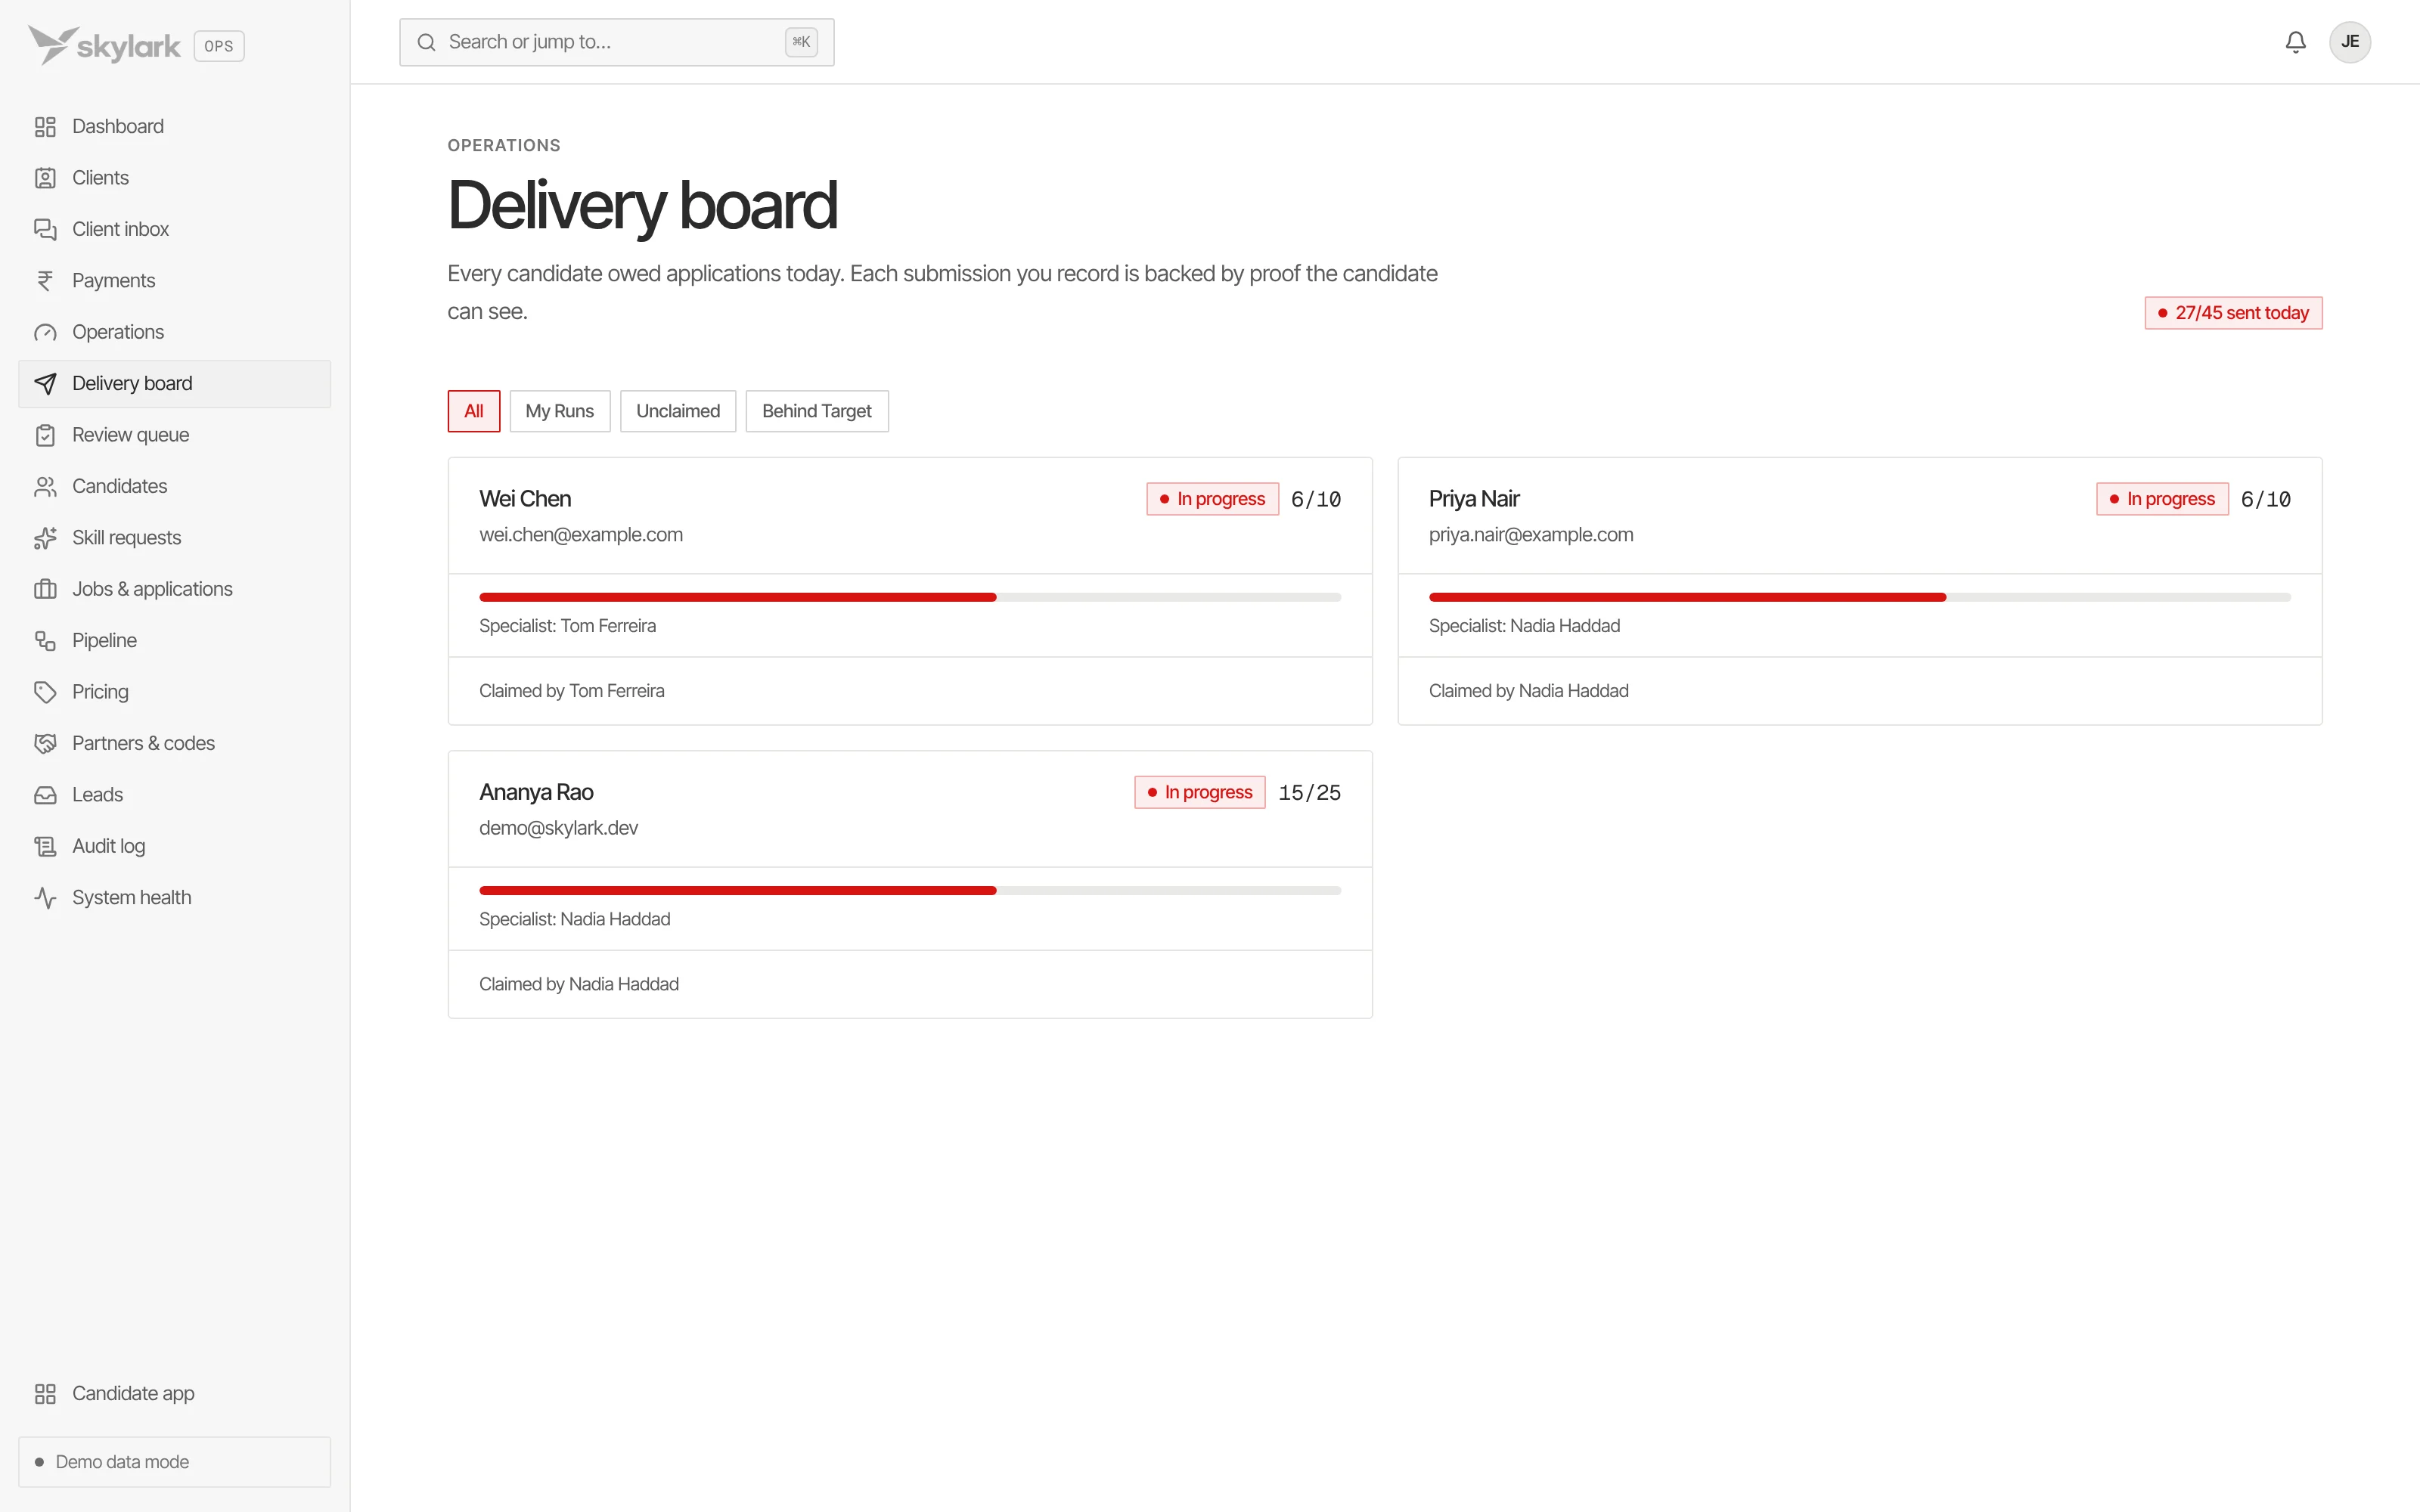 skylark OPS
Search or jump to... ⌘K
JE
Dashboard
Clients
Client inbox
Payments
Operations
Delivery board
Review queue
Candidates
Skill requests
Jobs & applications
Pipeline
Pricing
Partners & codes
Leads
Audit log
System health
Candidate app
Demo data mode
OPERATIONS
Delivery board
Every candidate owed applications today. Each submission you record is backed by proof the candidate
can see.
27/45 sent today
All
My Runs
Unclaimed
Behind Target
Wei Chen
In progress 6/10
wei.chen@example.com
Specialist: Tom Ferreira
Claimed by Tom Ferreira
Priya Nair
In progress 6/10
priya.nair@example.com
Specialist: Nadia Haddad
Claimed by Nadia Haddad
Ananya Rao
In progress 15/25
demo@skylark.dev
Specialist: Nadia Haddad
Claimed by Nadia Haddad